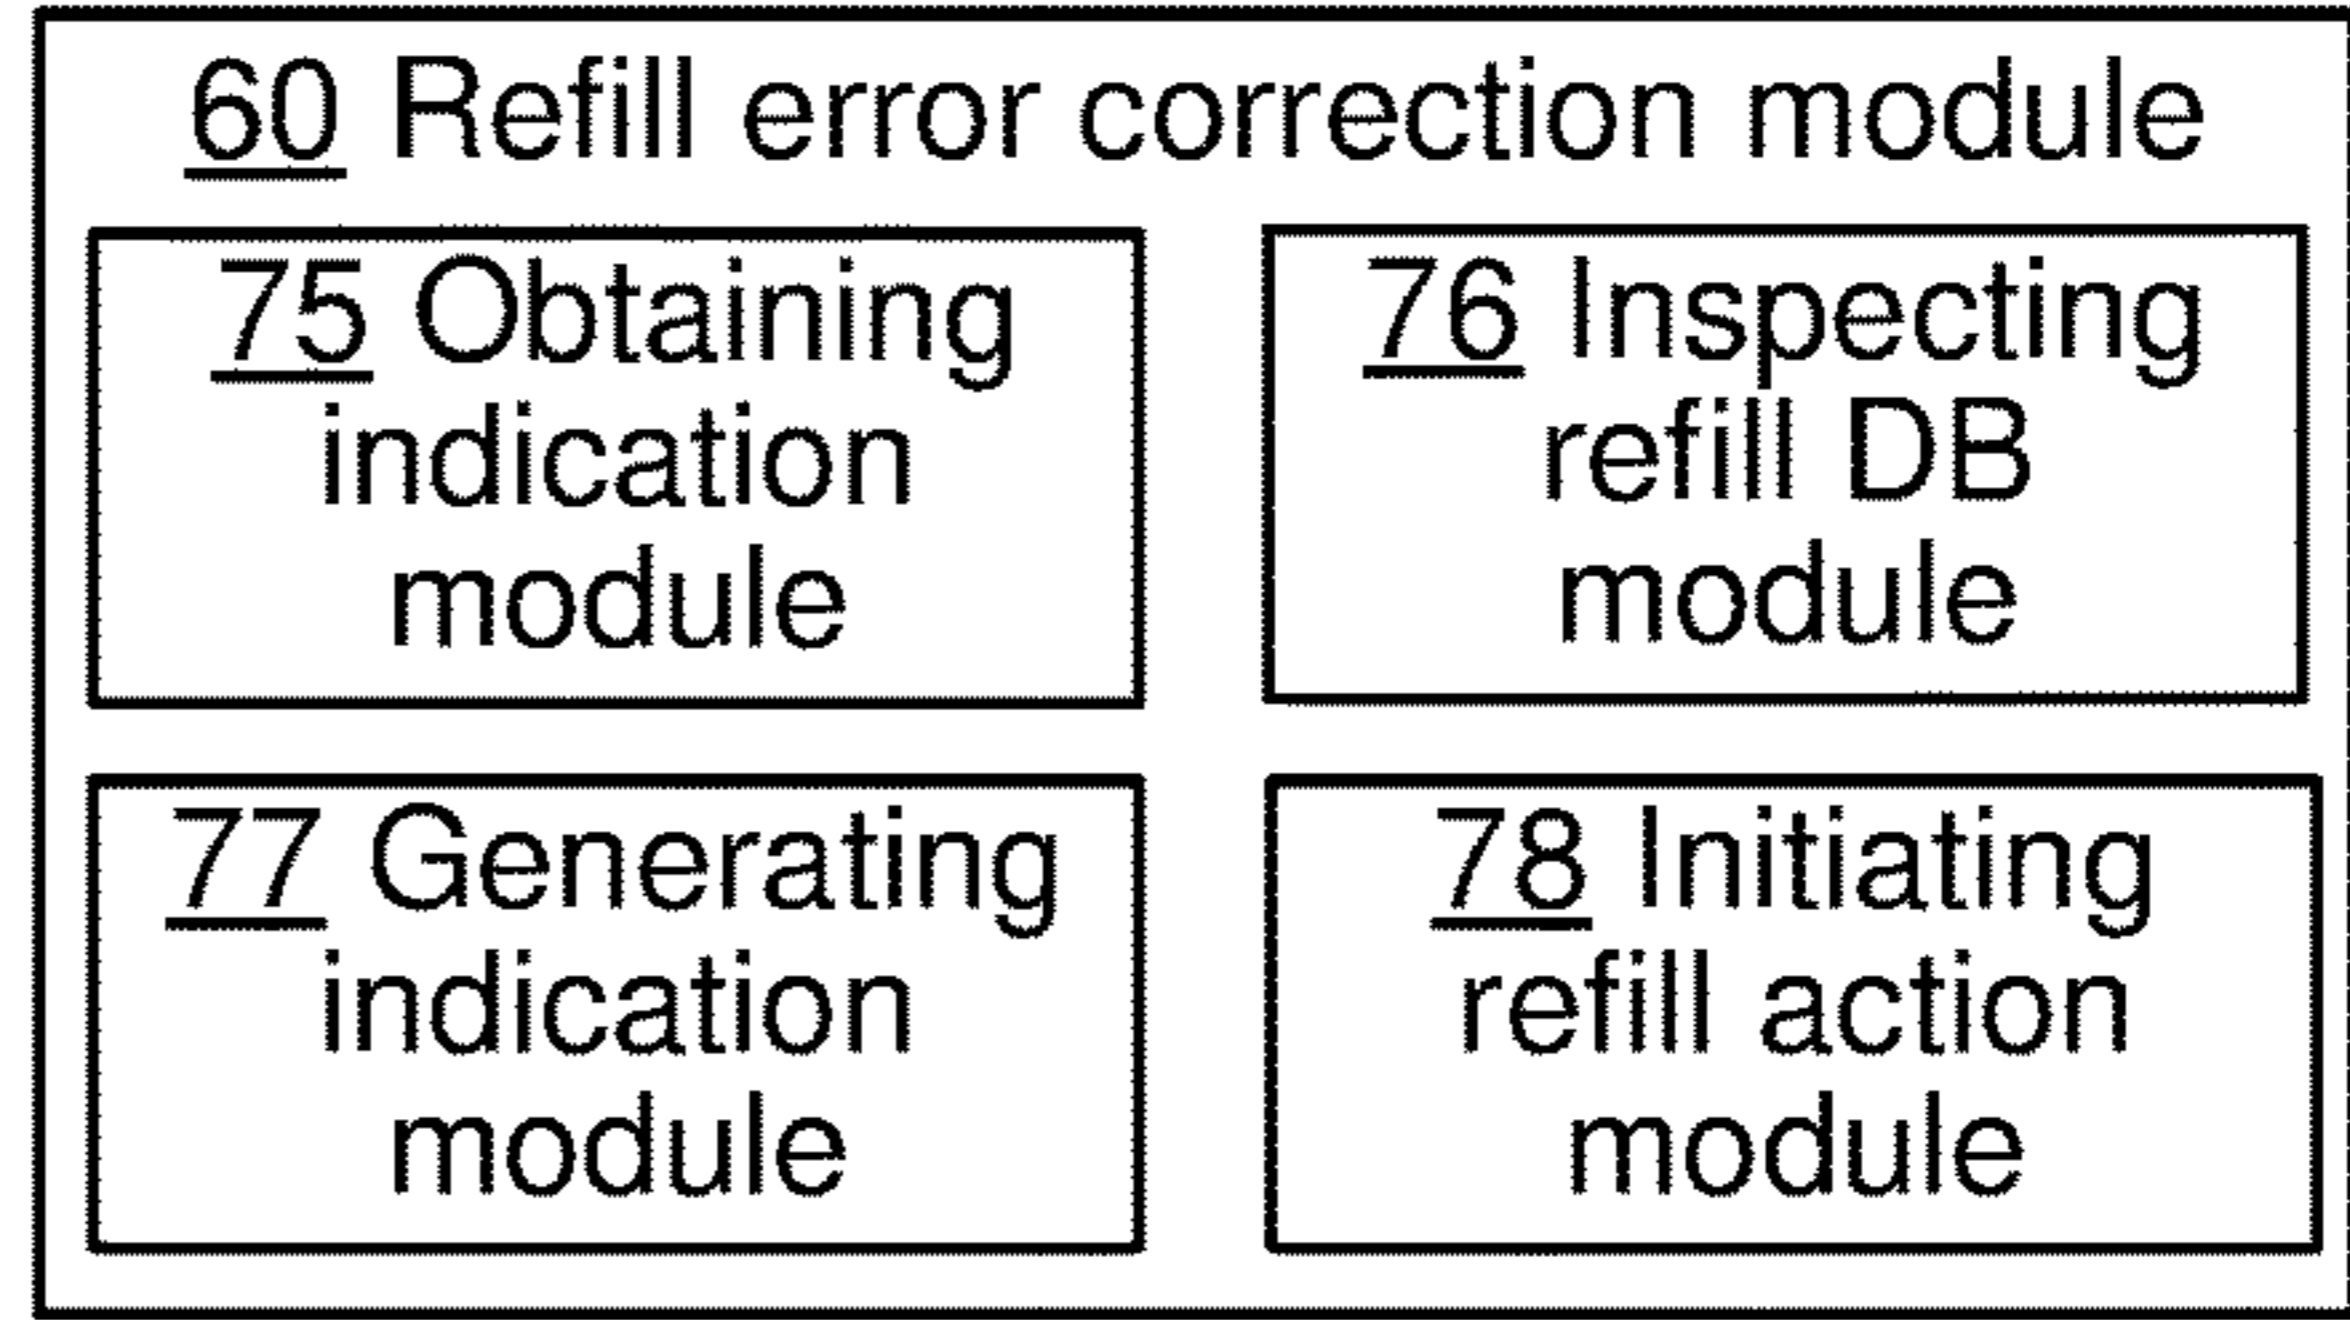 60 Refill error correction module
75 Obtaining
indication
module
76 Inspecting
refill DB
module
77 Generating
indication
module
78 Initiating
refill action
module